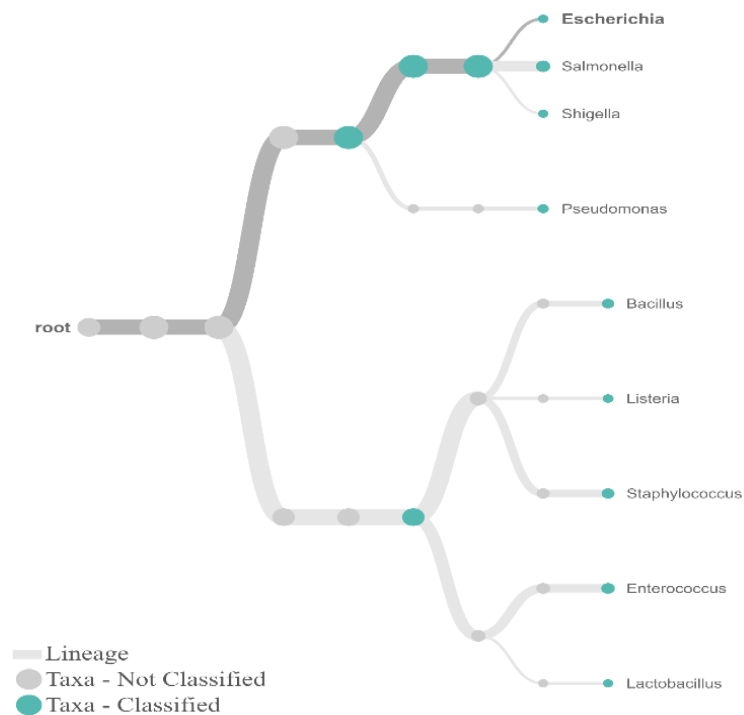 Escherichia
Salmonella
Shigella
Pseudomonas
root
Bacillus
Listeria
Staphylococcus
Enterococcus
Lactobacillus
Lineage
Taxa - Not Classified
Taxa - Classified